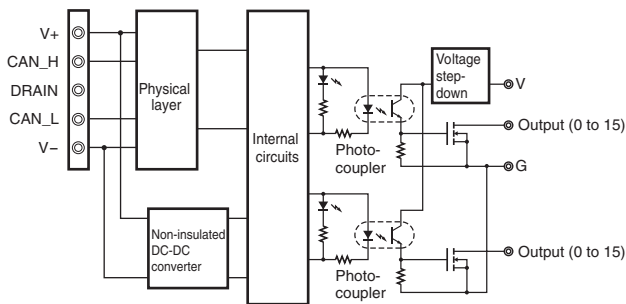 V+
CAN_H
DRAIN
CAN_L
V−
Physical
layer
Non-insulated
DC-DC
converter
Internal
circuits
Photo-
coupler
Photo-
coupler
Voltage
step-
down
V
Output (0 to 15)
G
Output (0 to 15)